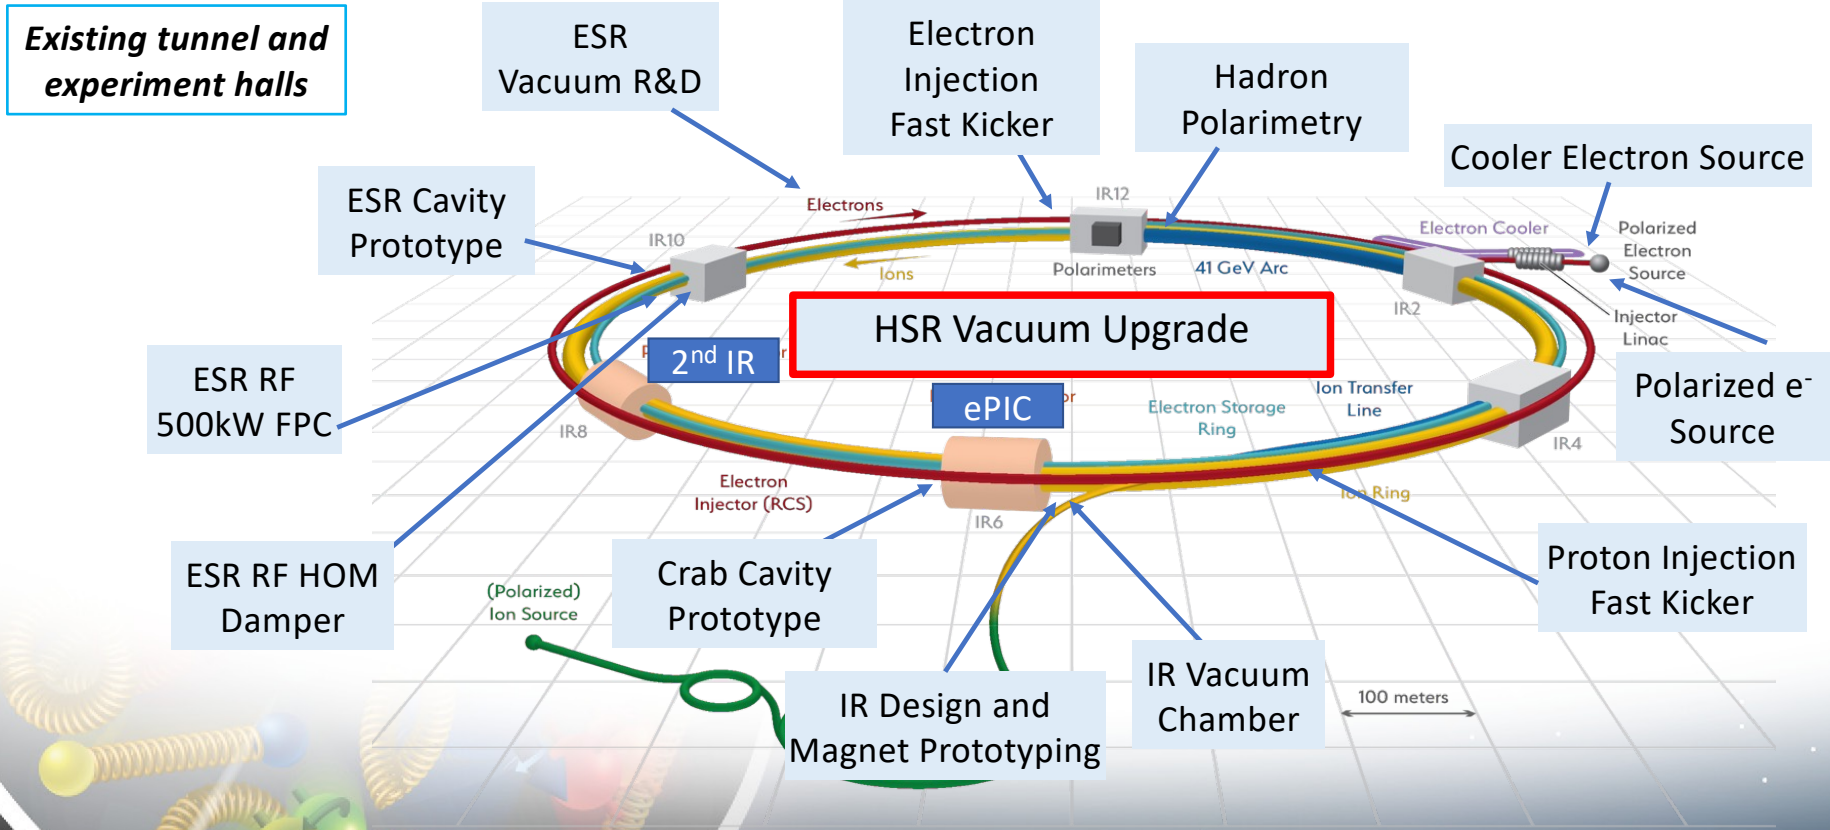 Existing tunnel and
experiment halls
ESR
Vacuum R&D
Electron
Injection
Fast Kicker
Hadron
Polarimetry
Cooler Electron Source
ESR Cavity
Prototype
Electrons
IR12
IR10
Ions
Polarimeters
41 GeV Arc
Electron Cooler
Polarized
Electron
Source
IR2
Injector
Linac
HSR Vacuum Upgrade
2nd IR
ePIC
ESR RF
500kW FPC
IR8
Electron Storage
Ring
Ion Transfer
Line
Polarized e-
Source
IR4
Electron
Injector (RCS)
IR6
Ion Ring
ESR RF HOM
Damper
Crab Cavity
Prototype
Proton Injection
Fast Kicker
(Polarized)
Ion Source
IR Design and
Magnet Prototyping
IR Vacuum
Chamber
100 meters